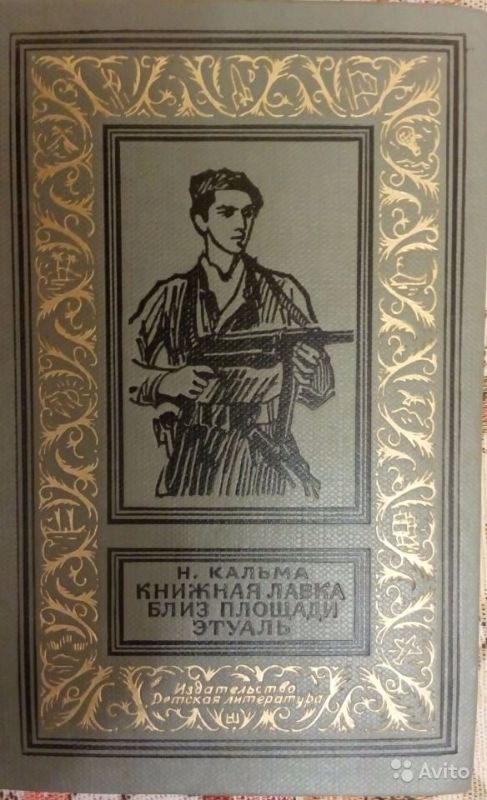 Н. КАЛЬМА
КНИЖНАЯ ЛАВКА
БЛИЗ ПЛОЩАДИ
ЭТУАЛЬ
Издательство
Детская литература
Avito